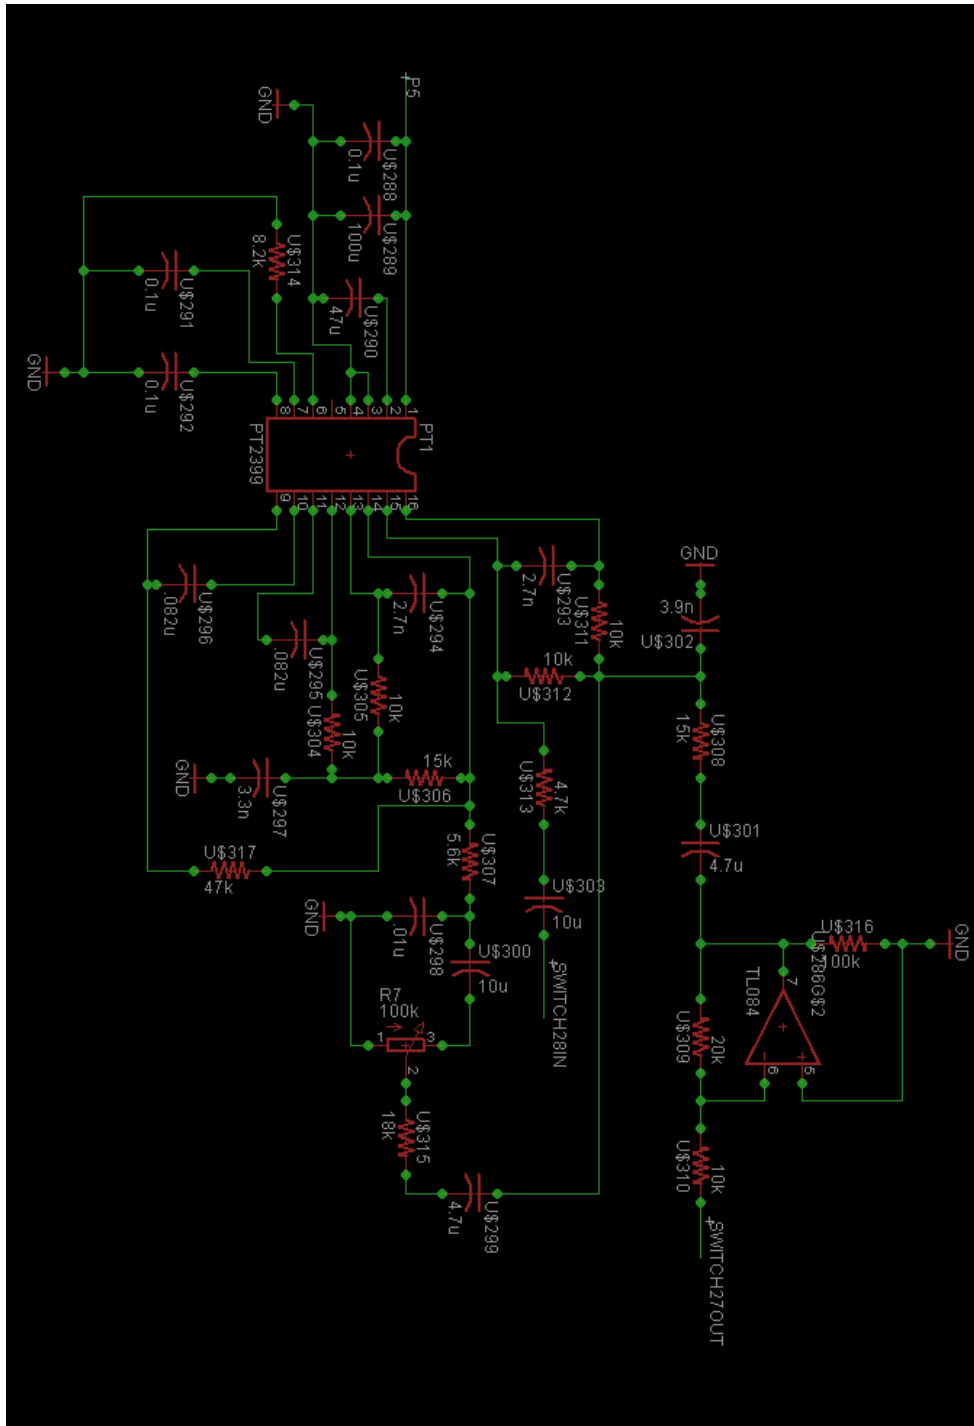 P5
GND
U$288
0.1u
U$289
100u
U$314
8.2k
U$291
0.1u
U$290
47u
GND
U$292
0.1u
8 7 6 5 4 3 2 1
PT2399
PT1
9 10 11 12 13 14 15 16
GND
U$296
.082u
U$295
.082u
U$294
2.7n
U$293
2.7n
U$311
10k
3.9n
U$302
10k
U$312
U$305
10k
U$304
10k
U$308
15k
GND
U$297
3.3n
15k
U$306
U$313
4.7k
U$301
4.7u
U$317
47k
U$307
5.6k
U$303
10u
GND
U$298
.01u
U$300
10u
U$316
100k
GND
U$286G$2
TL084
7
6
5
R7
100k
1
3
2
SWITCH28IN
U$309
20k
U$315
18k
U$310
10k
U$299
4.7u
SWITCH27OUT